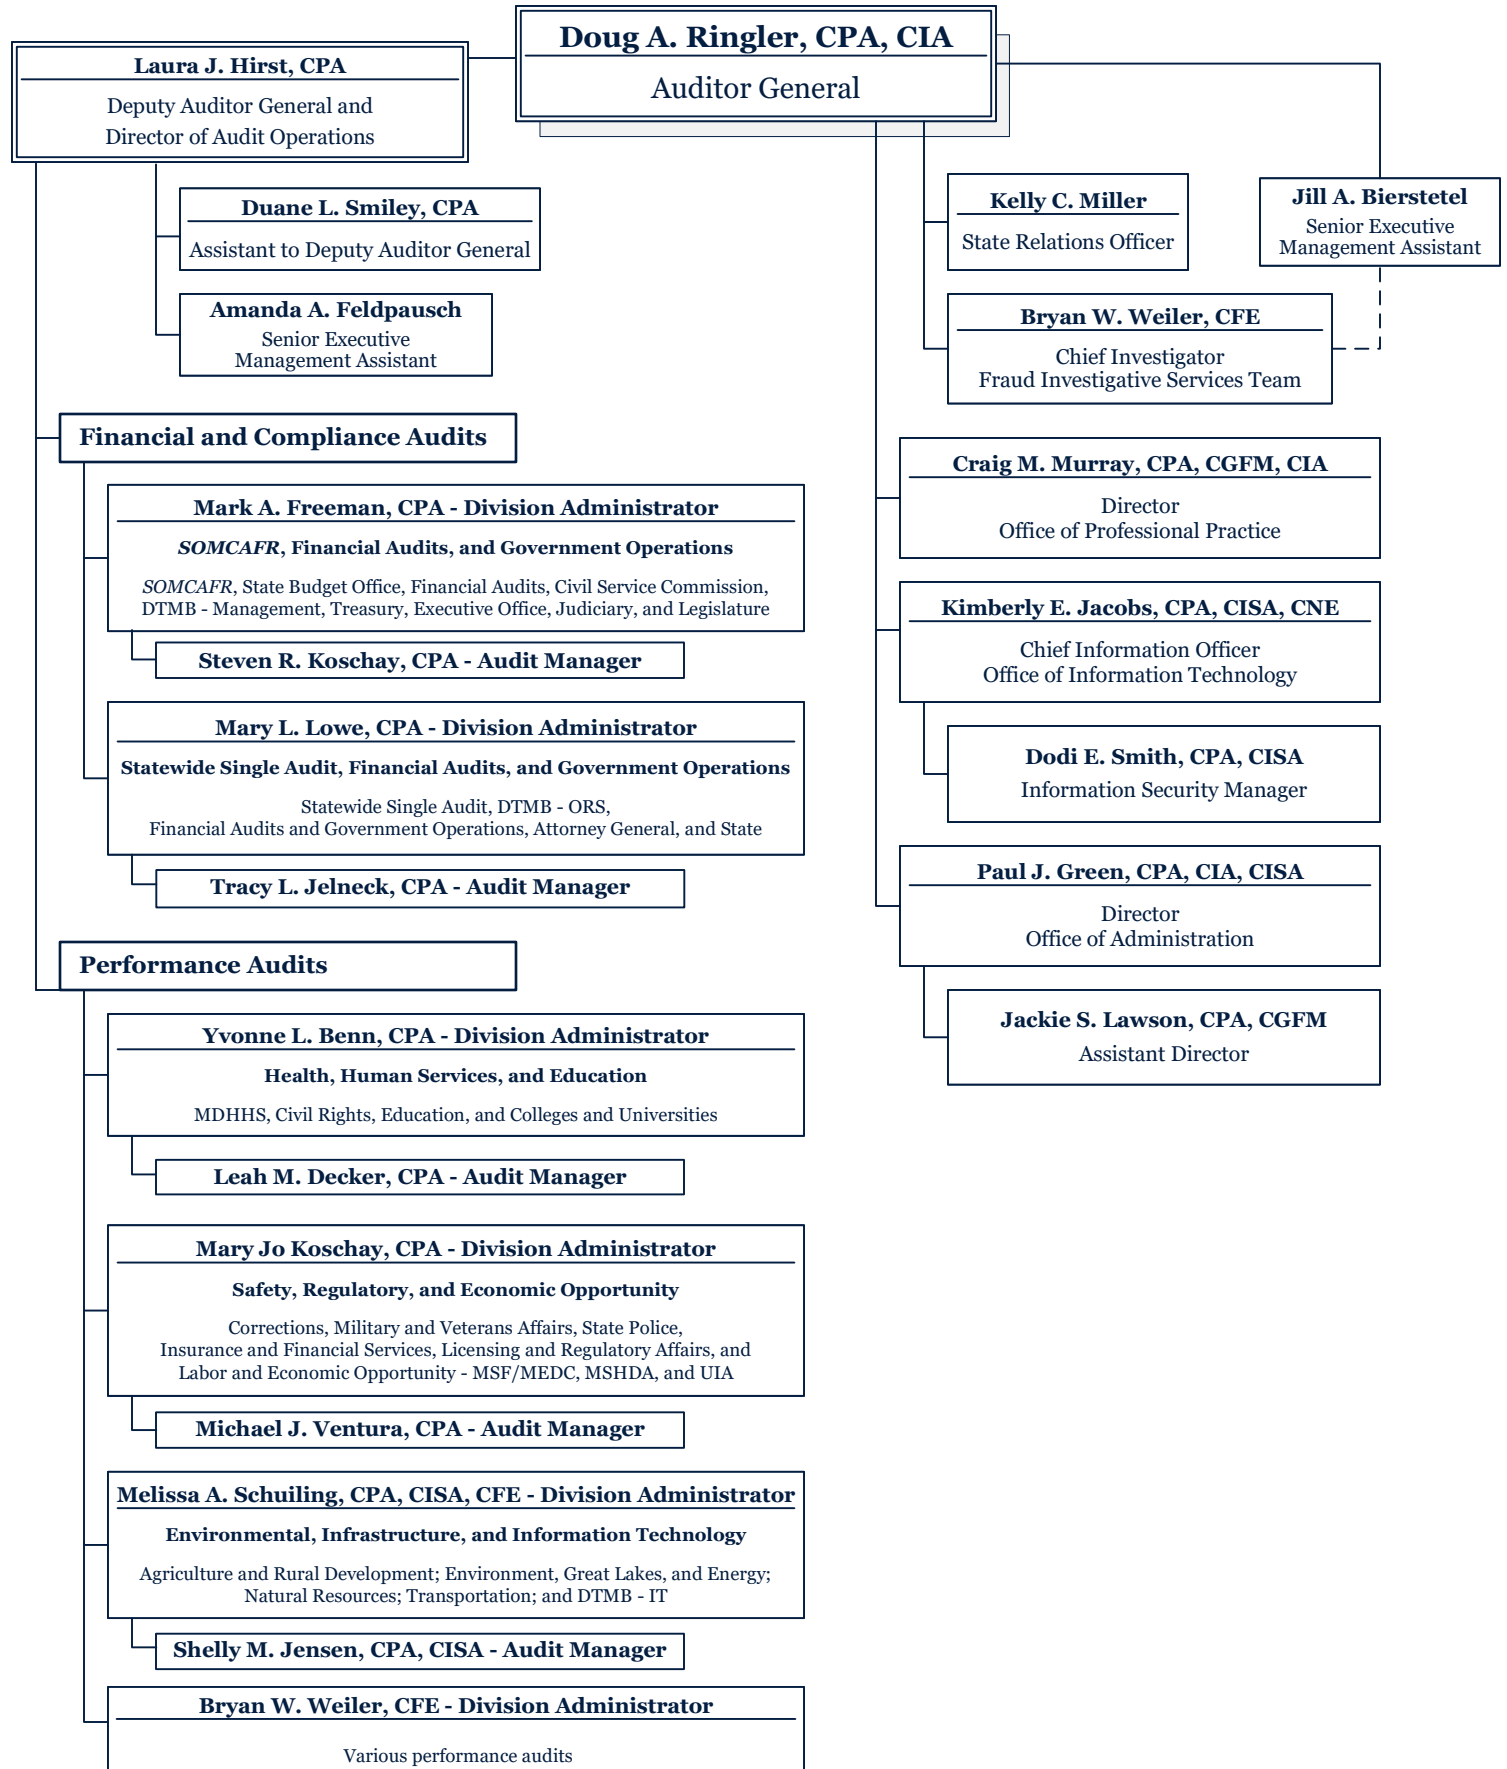 Doug A. Ringler, CPA, CIA
Auditor General
Laura J. Hirst, CPA
Deputy Auditor General and
Director of Audit Operations
Duane L. Smiley, CPA
Assistant to Deputy Auditor General
Amanda A. Feldpausch
Senior Executive
Management Assistant
Kelly C. Miller
State Relations Officer
Jill A. Bierstetel
Senior Executive
Management Assistant
Bryan W. Weiler, CFE
Chief Investigator
Fraud Investigative Services Team
Financial and Compliance Audits
Mark A. Freeman, CPA - Division Administrator
SOMCAFR, Financial Audits, and Government Operations
SOMCAFR, State Budget Office, Financial Audits, Civil Service Commission,
DTMB - Management, Treasury, Executive Office, Judiciary, and Legislature
Steven R. Koschay, CPA - Audit Manager
Mary L. Lowe, CPA - Division Administrator
Statewide Single Audit, Financial Audits, and Government Operations
Statewide Single Audit, DTMB - ORS,
Financial Audits and Government Operations, Attorney General, and State
Tracy L. Jelneck, CPA - Audit Manager
Craig M. Murray, CPA, CGFM, CIA
Director
Office of Professional Practice
Kimberly E. Jacobs, CPA, CISA, CNE
Chief Information Officer
Office of Information Technology
Dodi E. Smith, CPA, CISA
Information Security Manager
Paul J. Green, CPA, CIA, CISA
Director
Office of Administration
Jackie S. Lawson, CPA, CGFM
Assistant Director
Performance Audits
Yvonne L. Benn, CPA - Division Administrator
Health, Human Services, and Education
MDHHS, Civil Rights, Education, and Colleges and Universities
Leah M. Decker, CPA - Audit Manager
Mary Jo Koschay, CPA - Division Administrator
Safety, Regulatory, and Economic Opportunity
Corrections, Military and Veterans Affairs, State Police,
Insurance and Financial Services, Licensing and Regulatory Affairs, and
Labor and Economic Opportunity - MSF/MEDC, MSHDA, and UIA
Michael J. Ventura, CPA - Audit Manager
Melissa A. Schuiling, CPA, CISA, CFE - Division Administrator
Environmental, Infrastructure, and Information Technology
Agriculture and Rural Development; Environment, Great Lakes, and Energy;
Natural Resources; Transportation; and DTMB - IT
Shelly M. Jensen, CPA, CISA - Audit Manager
Bryan W. Weiler, CFE - Division Administrator
Various performance audits